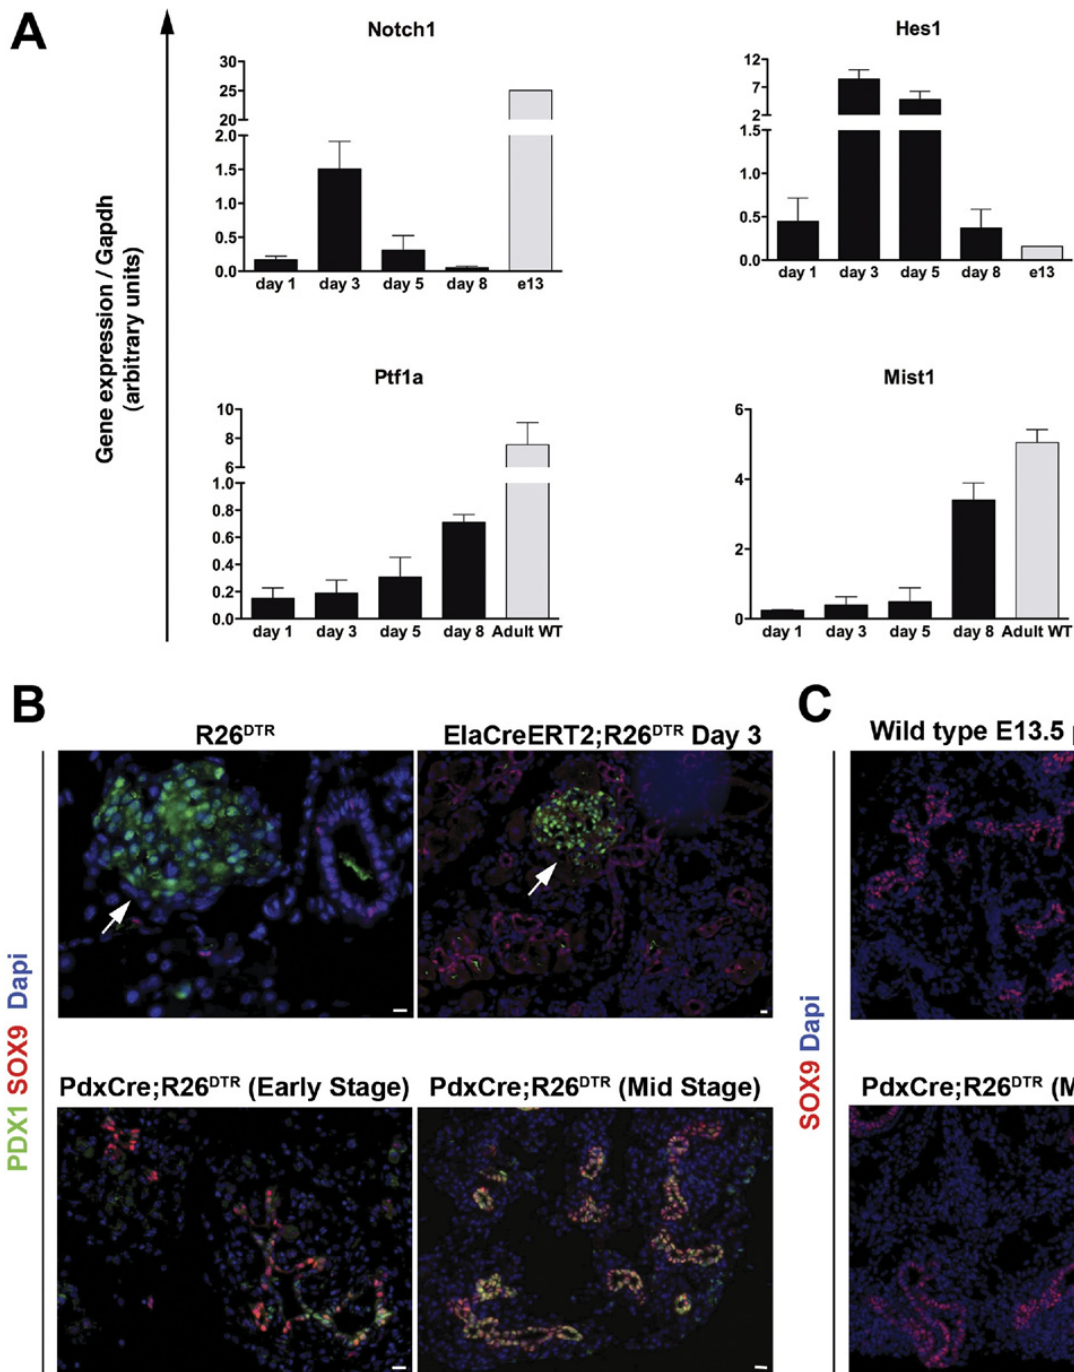 A
Gene expression / Gapdh
(arbitrary units)
Notch1
30
25
20
2.0
1.5
1.0
0.5
0.0
day 1 day 3 day 5 day 8 e13
Hes1
12
7
2
1.5
1.0
0.5
0.0
day 1 day 3 day 5 day 8 e13
Ptf1a
10
8
6
1.0
0.8
0.6
0.4
0.2
0.0
day 1 day 3 day 5 day 8 Adult WT
Mist1
6
4
2
0
day 1 day 3 day 5 day 8 Adult WT
B
PDX1 SOX9 Dapi
R26DTR
ElaCreERT2;R26DTR Day 3
PdxCre;R26DTR (Early Stage)
PdxCre;R26DTR (Mid Stage)
C
SOX9 Dapi
Wild type E13.5 p
PdxCre;R26DTR (M